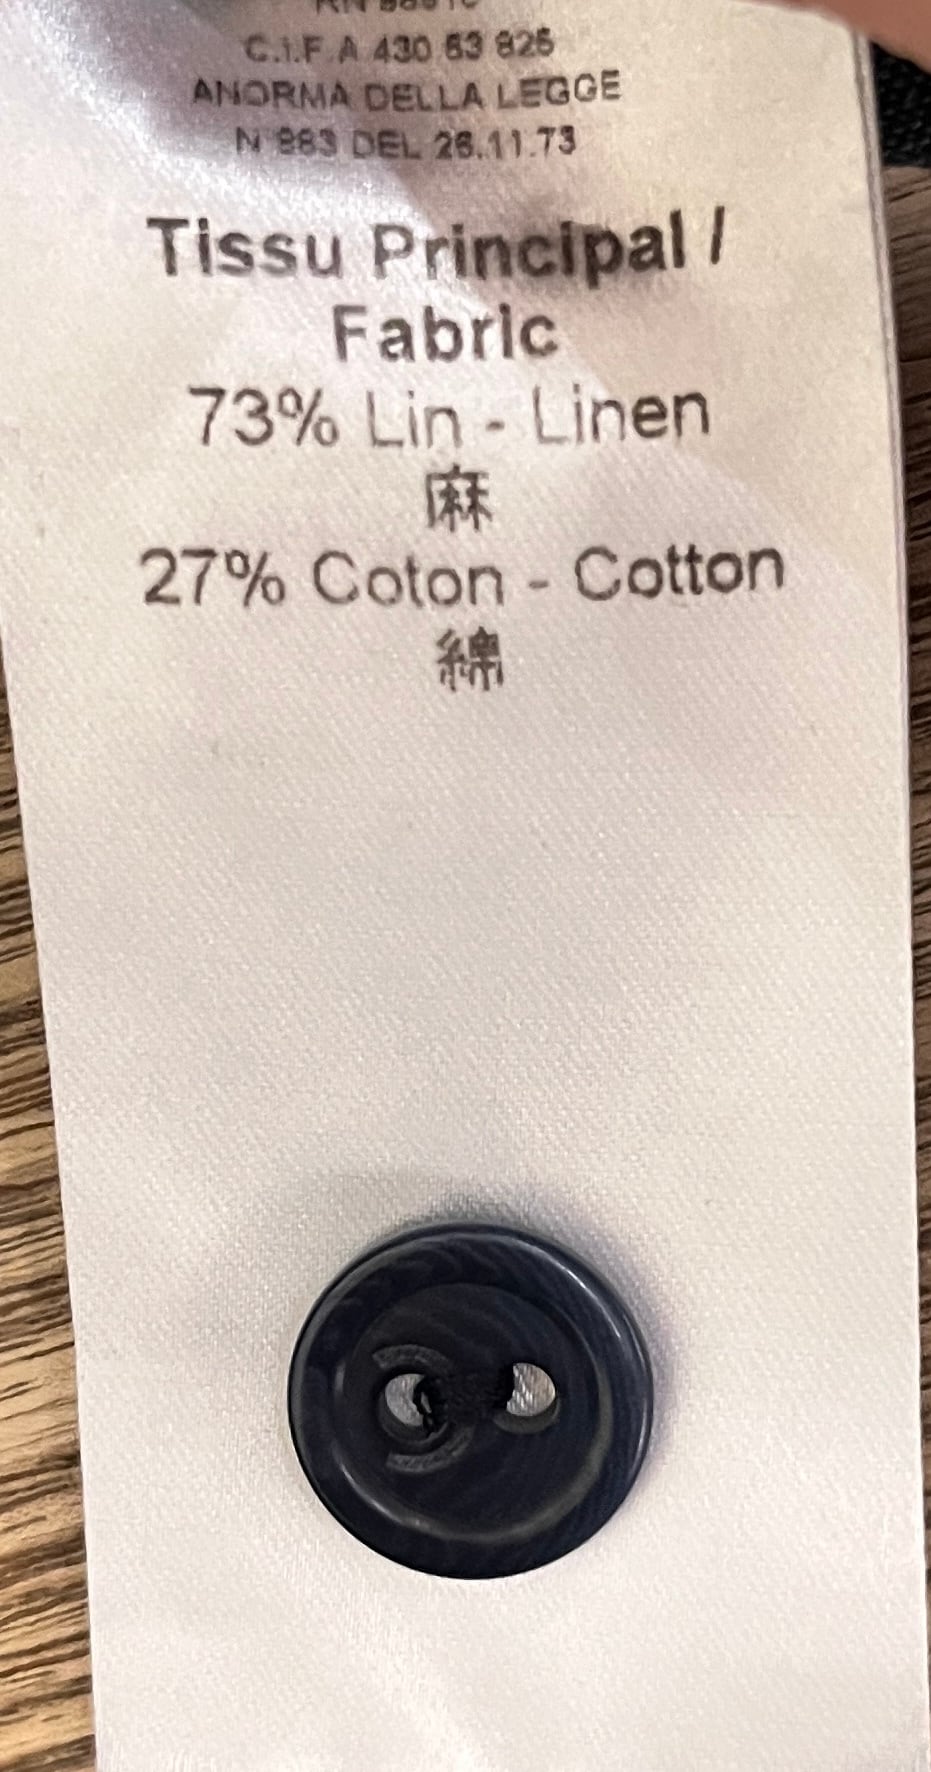 C.I.F A 430 63 826
ANORMA DELLA LEGGE
N 883 DEL 26.11.73
Tissu Principal /
Fabric
73% Lin - Linen
麻
27% Coton - Cotton
綿